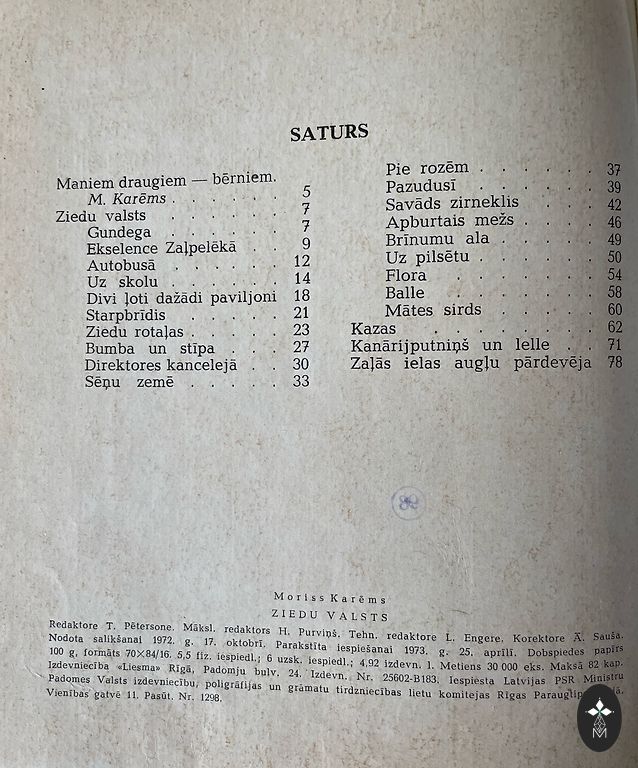 SATURS
Maniem draugiem — bērniem.
M. Karēms . . . . . . 5
Ziedu valsts . . . . . . 7
Gundega . . . . . . 7
Ekselence Zaļpelēkā . . 9
Autobusā . . . . . . 12
Uz skolu . . . . . . 14
Divi ļoti dažādi paviljoni 18
Starpbrīdis . . . . . 21
Ziedu rotaļas . . . . 23
Bumba un stīpa . . . 27
Direktores kancelejā . . 30
Sēņu zemē . . . . . 33
Pie rozēm . . . . . . 37
Pazudusī . . . . . . 39
Savāds zirneklis . . . . 42
Apburtais mežs . . . . 46
Brīnumu ala . . . . . 49
Uz pilsētu . . . . . . 50
Flora . . . . . . . 54
Balle . . . . . . . 58
Mātes sirds . . . . . 60
Kazas . . . . . . . . 62
Kanārijputniņš un lelle . . 71
Zaļās ielas augļu pārdevēja 78
Moriss Karēms
ZIEDU VALSTS
Redaktore T. Pētersone. Māksl. redaktors H. Purviņš. Tehn. redaktore L. Engere. Korektore Ā. Sauša.
Nodota salikšanai 1972. g. 17. oktobrī. Parakstīta iespiešanai 1973. g. 25. aprīlī. Dobspiedes papīrs
100 g, formāts 70×84/16. 5,5 fiz. iespiedl.; 6 uzsk. iespiedl.; 4,92 izdevn. l. Metiens 30 000 eks. Maksā 82 kap.
Izdevniecība «Liesma» Rīgā, Padomju bulv. 24. Izdevn. Nr. 25602-B183. Iespiesta Latvijas PSR Ministru
Padomes Valsts izdevniecību, poligrāfijas un grāmatu tirdzniecības lietu komitejas Rīgas
Vienības gatvē 11. Pasūt. Nr. 1298.
M